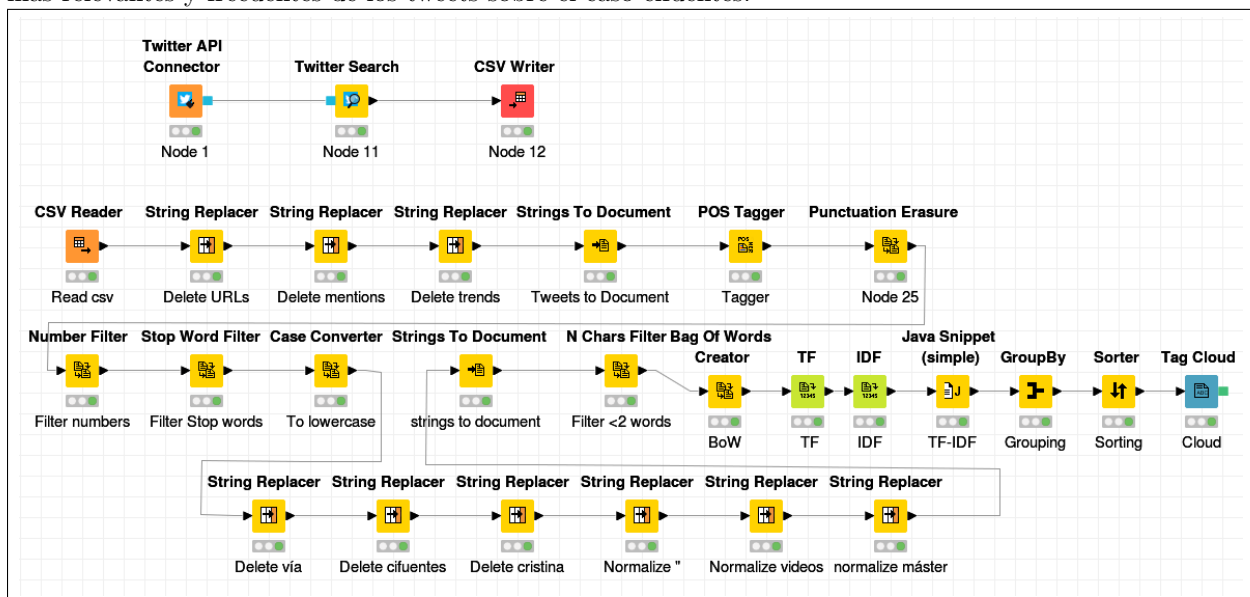 más relevantes y frecuentes de los tweets sobre el caso cifuentes.
Twitter API
Connector Twitter Search CSV Writer
Node 1 Node 11 Node 12
CSV Reader String Replacer String Replacer String Replacer Strings To Document POS Tagger Punctuation Erasure
POS
Read csv Delete URLs Delete mentions Delete trends Tweets to Document Tagger Node 25
Number Filter Stop Word Filter Case Converter Strings To Document N Chars Filter Bag Of Words
Creator TF IDF Java Snippet
(simple) GroupBy Sorter Tag Cloud
12345 12345 J
Filter numbers Filter Stop words To lowercase strings to document Filter <2 words BoW TF IDF TF-IDF Grouping Sorting Cloud
String Replacer String Replacer String Replacer String Replacer String Replacer String Replacer
Delete vía Delete cifuentes Delete cristina Normalize " Normalize videos normalize máster